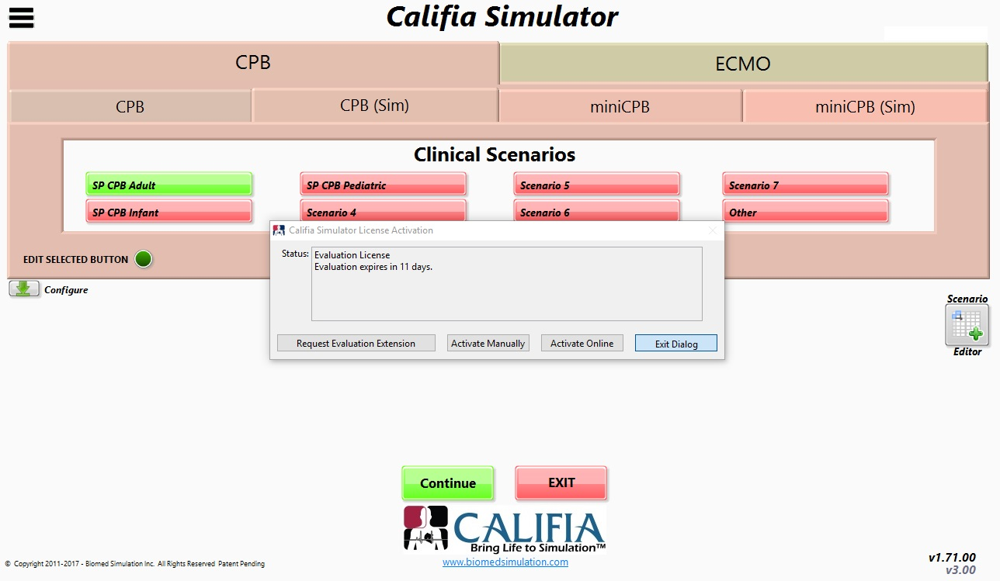 Califia Simulator
CPB
ECMO
CPB
CPB (Sim)
miniCPB
miniCPB (Sim)
Clinical Scenarios
SP CPB Adult
SP CPB Pediatric
Scenario 5
Scenario 7
SP CPB Infant
Scenario 4
Scenario 6
Other
Califia Simulator License Activation
Status:
Evaluation License
Evaluation expires in 11 days.
EDIT SELECTED BUTTON
Configure
Scenario
Editor
Request Evaluation Extension
Activate Manually
Activate Online
Exit Dialog
Continue
EXIT
CALIFIA
Bring Life to Simulation™
www.biomedsimulation.com
© Copyright 2011-2017 - Biomed Simulation Inc. All Rights Reserved Patent Pending
v1.71.00
v3.00